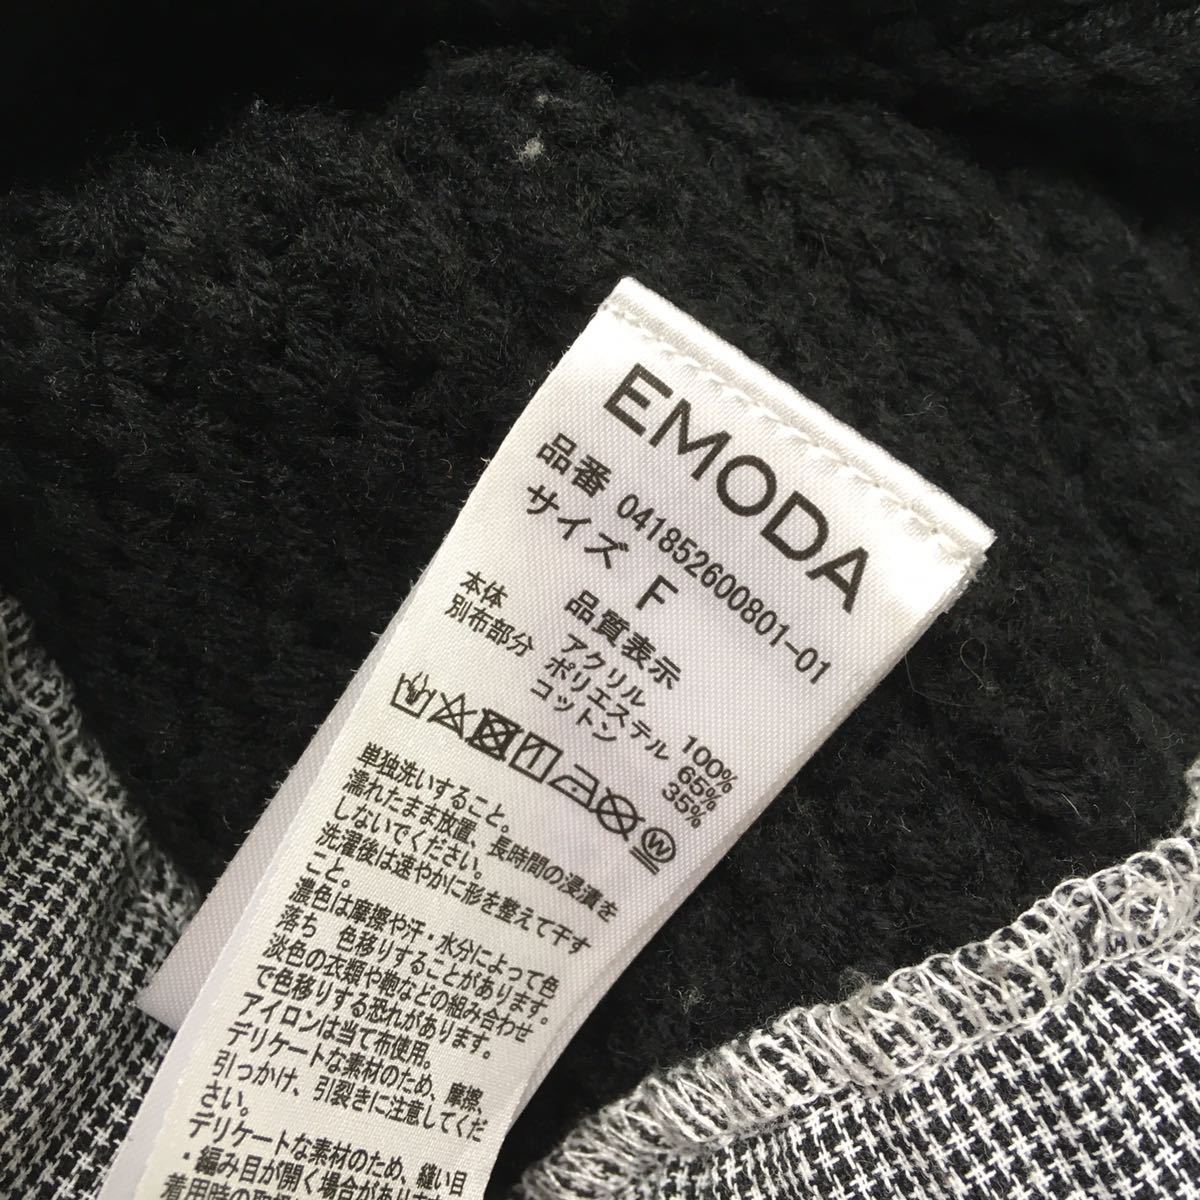 EMODA
品番 041852600801-01
サイズ F
品質表示
本体 アクリル 100%
別布部分 ポリエステル 65%
コットン 35%
W
単独洗いすること。
濡れたまま放置、長時間の浸漬を
しないでください。
洗濯後は速やかに形を整えて干す
こと。
濃色は摩擦や汗・水分によって色
落ち 色移りすることがあります。
淡色の衣類や鞄などの組み合わせ
で色移りする恐れがあります。
アイロンは当て布使用。
デリケートな素材のため、摩擦、
引っかけ、引裂きに注意してくだ
さい。
デリケートな素材のため、縫い目
・編み目が開く場合があります
着用時の取扱